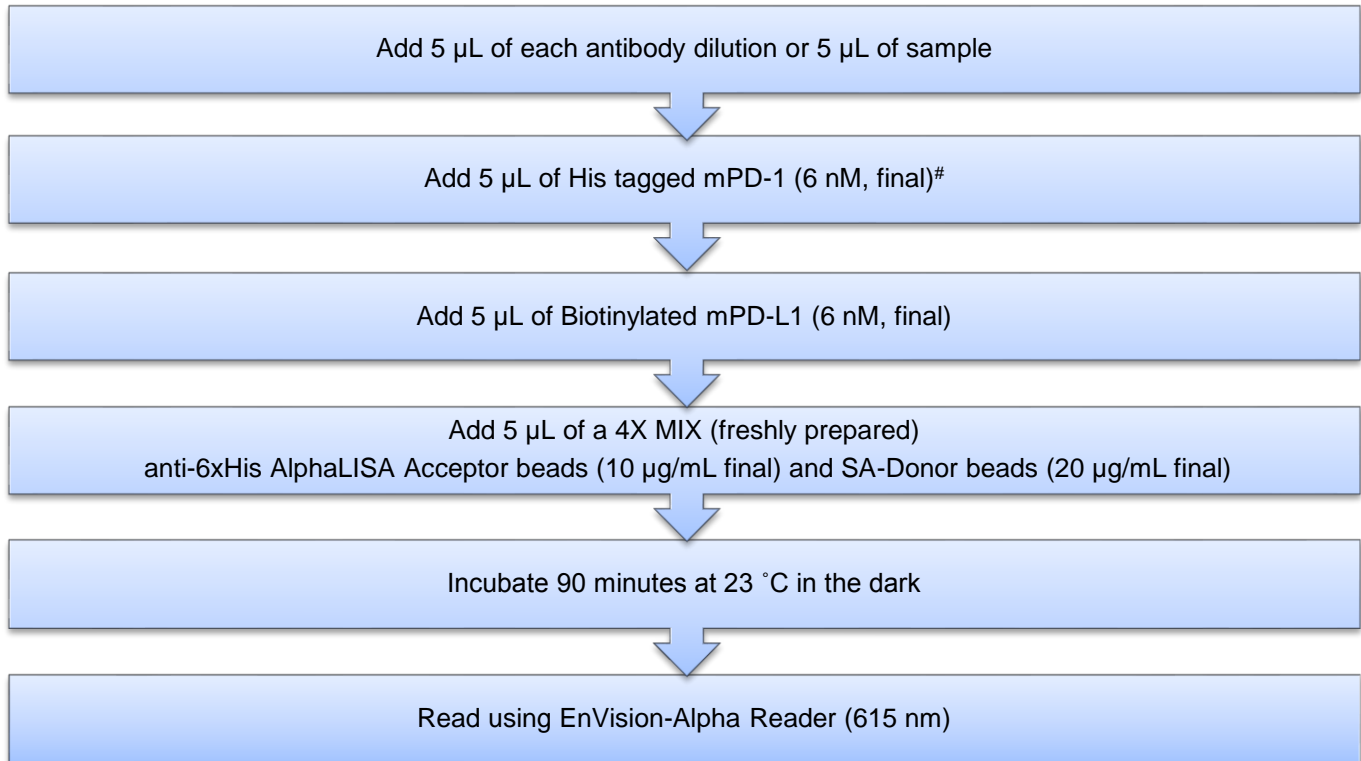 Add 5 µL of each antibody dilution or 5 µL of sample
Add 5 µL of His tagged mPD-1 (6 nM, final)#
Add 5 µL of Biotinylated mPD-L1 (6 nM, final)
Add 5 µL of a 4X MIX (freshly prepared)
anti-6xHis AlphaLISA Acceptor beads (10 µg/mL final) and SA-Donor beads (20 µg/mL final)
Incubate 90 minutes at 23 ˚C in the dark
Read using EnVision-Alpha Reader (615 nm)